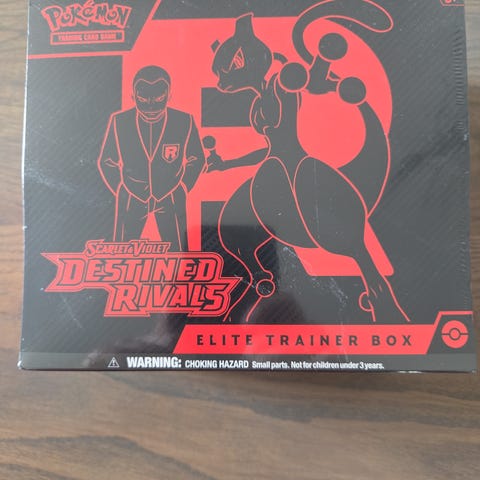 POKÉMON
TRADING CARD GAME
R
SCARLET & VIOLET
DESTINED
RIVALS
ELITE TRAINER BOX
WARNING: CHOKING HAZARD Small parts. Not for children under 3 years.